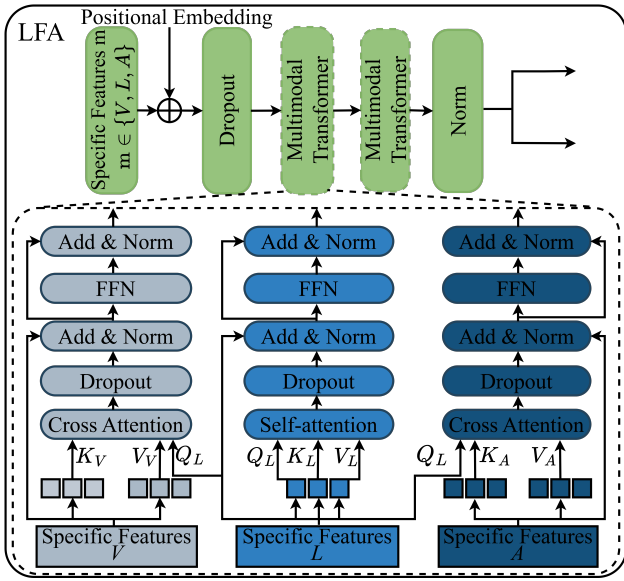 LFA
Positional Embedding
Specific Features m
m ∈ {V, L, A}
Dropout
Multimodal
Transformer
Multimodal
Transformer
Norm
Add & Norm
Add & Norm
Add & Norm
FFN
FFN
FFN
Add & Norm
Add & Norm
Add & Norm
Dropout
Dropout
Dropout
Cross Attention
Self-attention
Cross Attention
K_V
V_V
Q_L
Q_L
K_L
V_L
Q_L
K_A
V_A
Specific Features
V
Specific Features
L
Specific Features
A